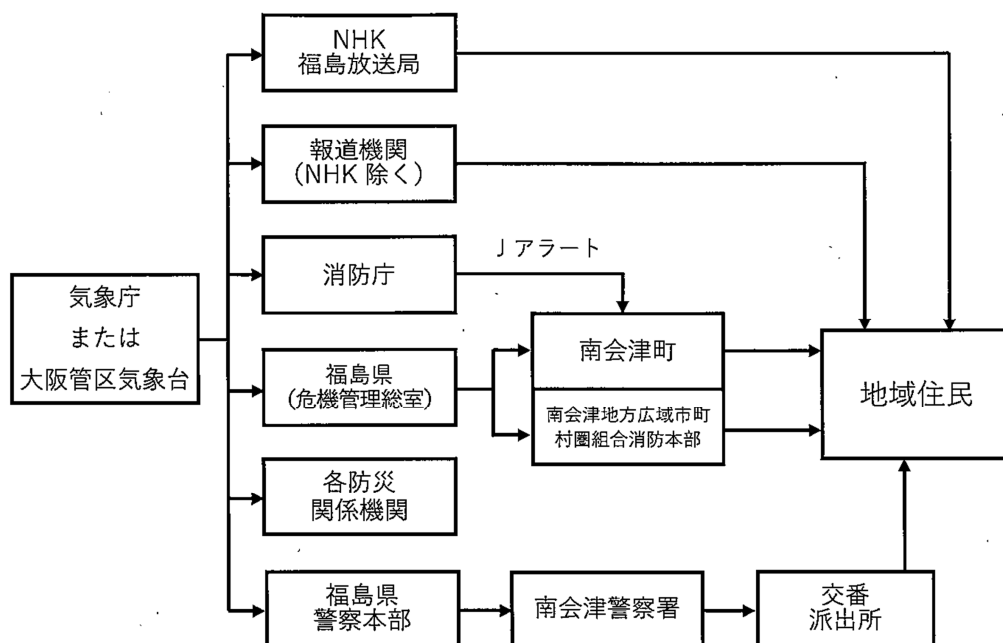 NHK
福島放送局
報道機関
(NHK 除く)
消防庁
Jアラート
気象庁
または
大阪管区気象台
福島県
(危機管理総室)
南会津町
南会津地方広域市町
村圏組合消防本部
地域住民
各防災
関係機関
福島県
警察本部
南会津警察署
交番
派出所